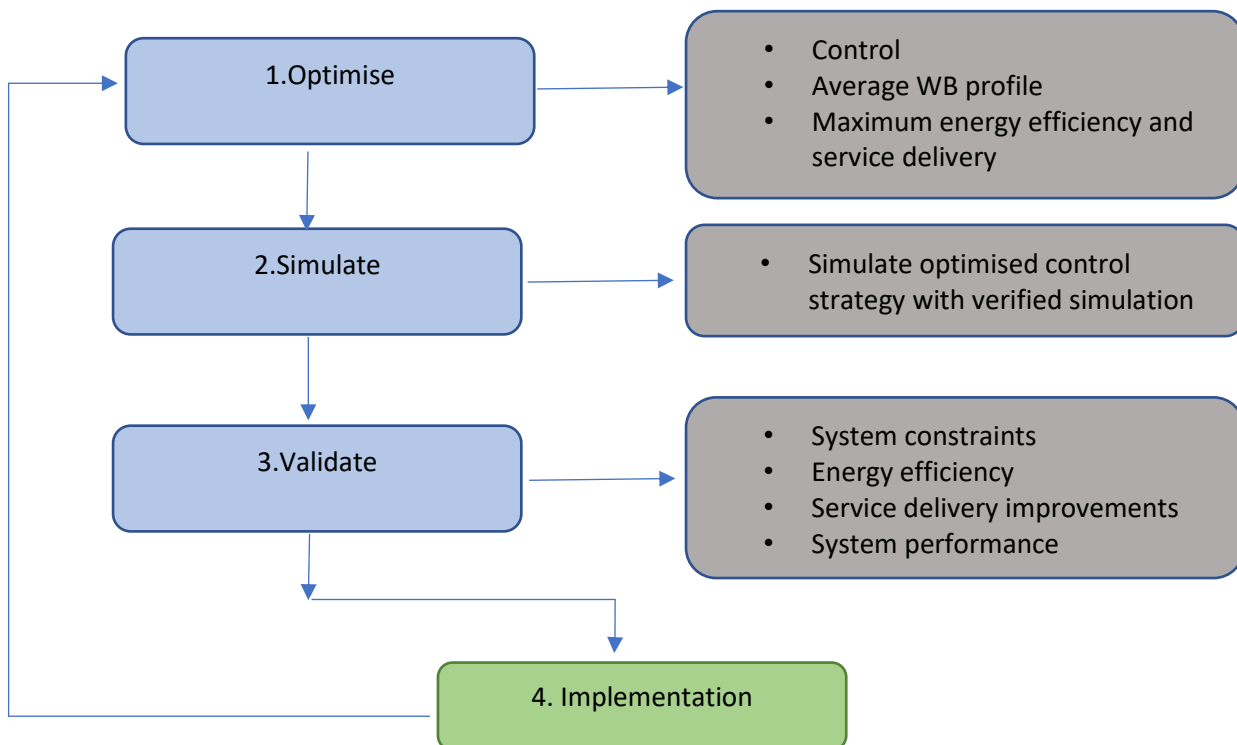 1.Optimise
• Control
• Average WB profile
• Maximum energy efficiency and
service delivery
2.Simulate
• Simulate optimised control
strategy with verified simulation
3.Validate
• System constraints
• Energy efficiency
• Service delivery improvements
• System performance
4. Implementation